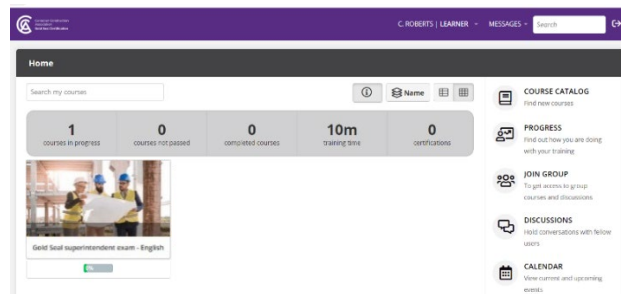 C. ROBERTS | LEARNER
MESSAGES
Search
Home
Search my courses
Name
1
courses in progress
0
courses not passed
0
completed courses
10m
training time
0
certifications
Gold Seal superintendent exam - English
0%
COURSE CATALOG
Find new courses
PROGRESS
Find out how you are doing
with your training
JOIN GROUP
To get access to group
courses and discussions
DISCUSSIONS
Hold conversations with fellow
users
CALENDAR
View current and upcoming
events